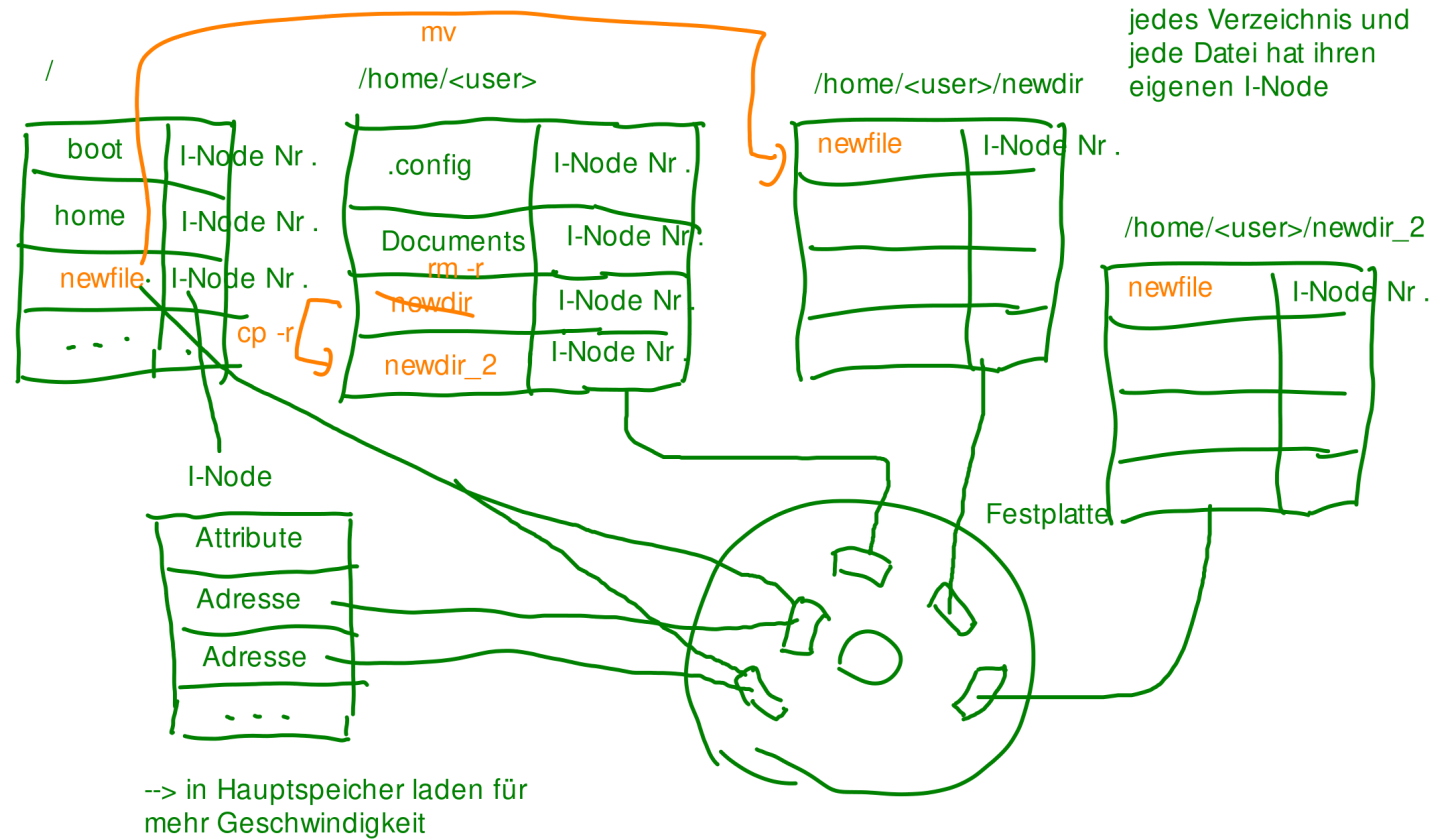 mv
jedes Verzeichnis und
jede Datei hat ihren
eigenen I-Node
/
/home/<user>
/home/<user>/newdir
boot
I-Node Nr .
home
I-Node Nr .
newfile
I-Node Nr .
. . . .
cp -r
.config
I-Node Nr .
Documents
I-Node Nr .
rm -r
newdir
I-Node Nr .
newdir_2
I-Node Nr .
newfile
I-Node Nr .
/home/<user>/newdir_2
newfile
I-Node Nr .
I-Node
Attribute
Adresse
Adresse
. . . .
Festplatte
--> in Hauptspeicher laden für
mehr Geschwindigkeit